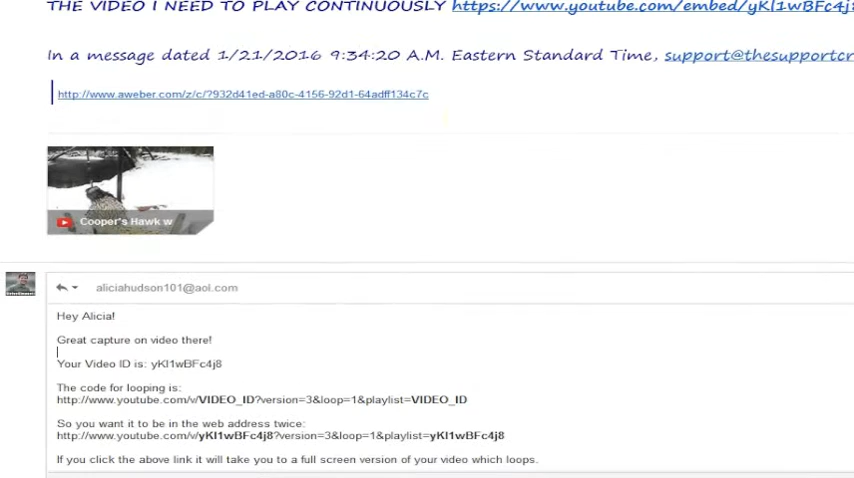 THE VIDEO I NEED TO PLAY CONTINUOUSLY https://www.youtube.com/embed/yKl1wBFc4j8
In a message dated 1/21/2016 9:34:20 A.M. Eastern Standard Time, support@thesupportcr
http://www.aweber.com/z/c/?932d41ed-a80c-4156-92d1-64adff134c7c
Cooper's Hawk w
aliciahudson101@aol.com
Hey Alicia!
Great capture on video there!
Your Video ID is: yKl1wBFc4j8
The code for looping is:
http://www.youtube.com/v/VIDEO_ID?version=3&loop=1&playlist=VIDEO_ID
So you want it to be in the web address twice:
http://www.youtube.com/v/yKl1wBFc4j8?version=3&loop=1&playlist=yKl1wBFc4j8
If you click the above link it will take you to a full screen version of your video which loops.